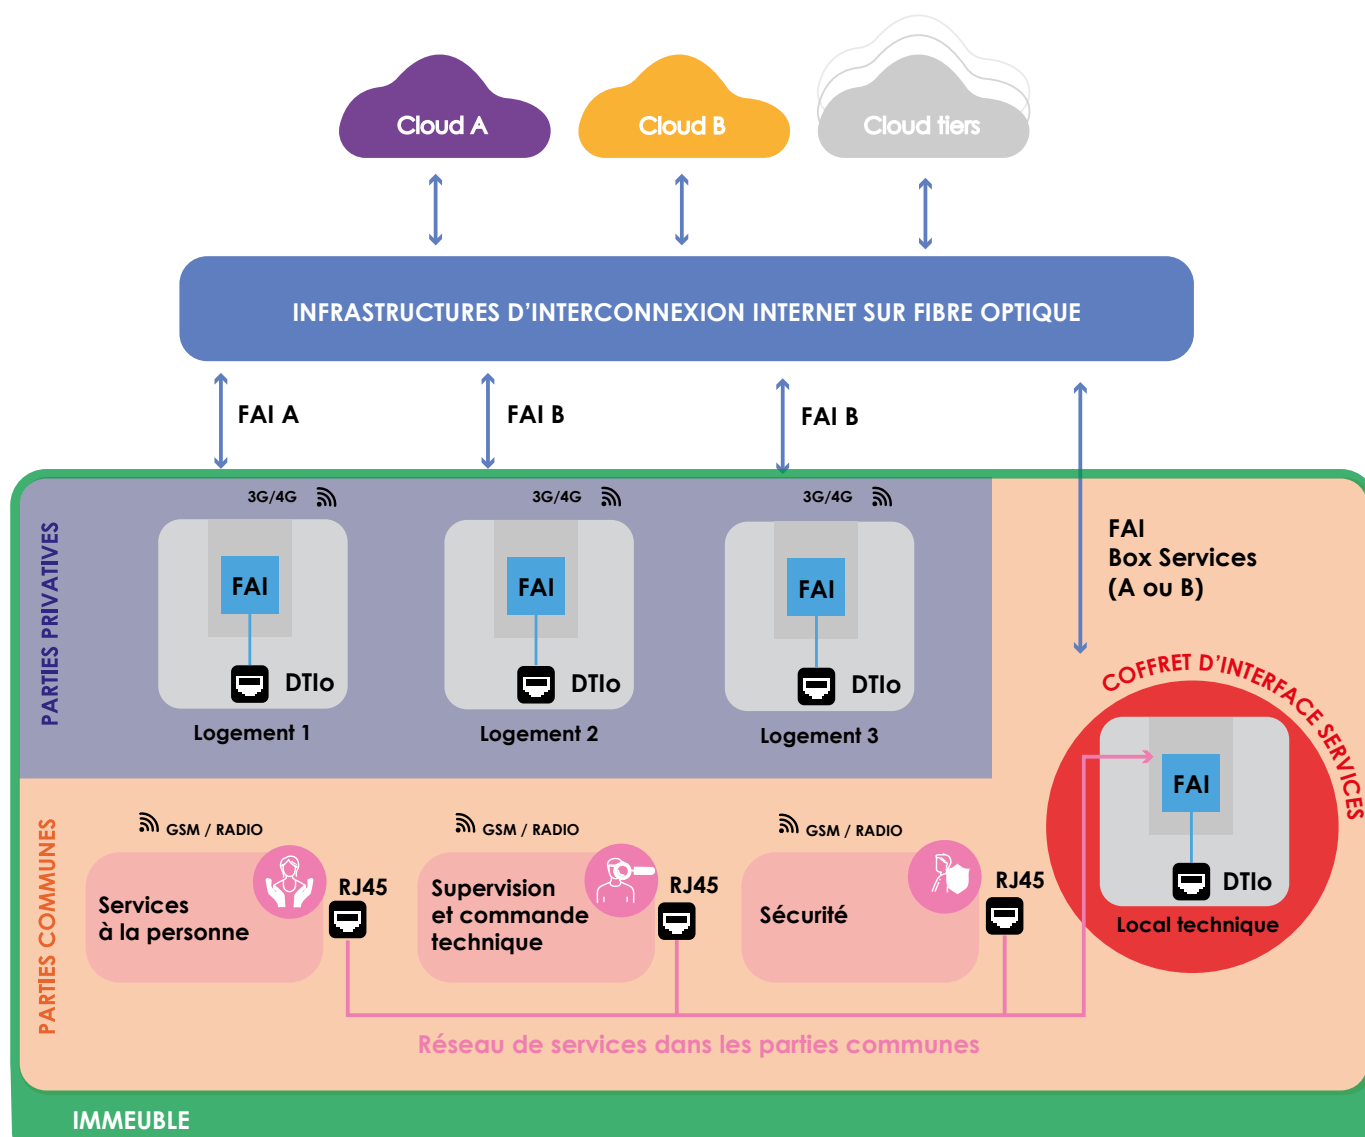 Cloud A
Cloud B
Cloud tiers
INFRASTRUCTURES D’INTERCONNEXION INTERNET SUR FIBRE OPTIQUE
FAI A
FAI B
FAI B
PARTIES PRIVATIVES
3G/4G
FAI
DTIo
Logement 1
3G/4G
FAI
DTIo
Logement 2
3G/4G
FAI
DTIo
Logement 3
FAI
Box Services
(A ou B)
COFFRET D’INTERFACE SERVICES
FAI
DTIo
Local technique
PARTIES COMMUNES
GSM / RADIO
Services
à la personne
RJ45
GSM / RADIO
Supervision
et commande
technique
RJ45
GSM / RADIO
Sécurité
RJ45
Réseau de services dans les parties communes
IMMEUBLE